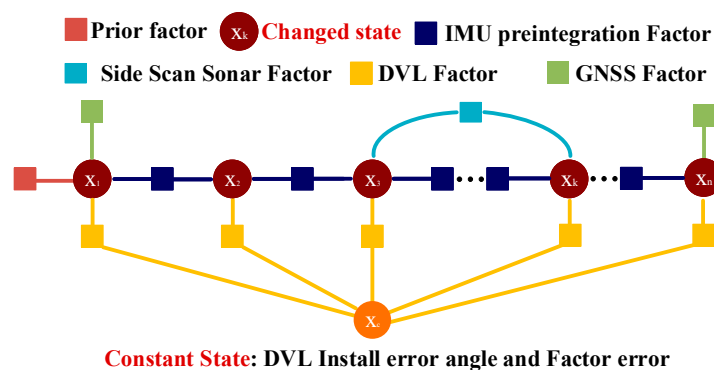 Prior factor Xk Changed state IMU preintegration Factor
Side Scan Sonar Factor DVL Factor GNSS Factor
X1 X2 X3 ... Xk ... Xn
Constant State: DVL Install error angle and Factor error